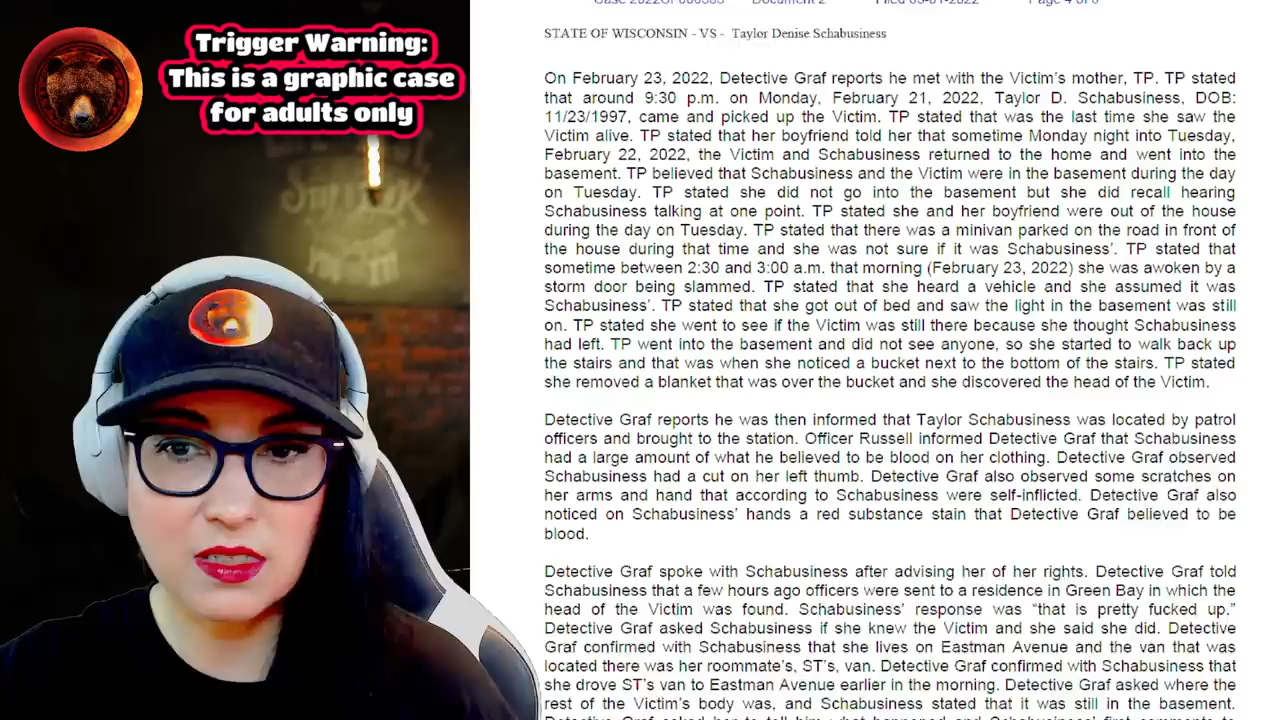 Case 2022CF000303 Document 2 Filed 03-01-2022 Page 4 of 8
Trigger Warning:
This is a graphic case
for adults only
STATE OF WISCONSIN - VS - Taylor Denise Schabusiness
On February 23, 2022, Detective Graf reports he met with the Victim's mother, TP. TP stated
that around 9:30 p.m. on Monday, February 21, 2022, Taylor D. Schabusiness, DOB:
11/23/1997, came and picked up the Victim. TP stated that was the last time she saw the
Victim alive. TP stated that her boyfriend told her that sometime Monday night into Tuesday,
February 22, 2022, the Victim and Schabusiness returned to the home and went into the
basement. TP believed that Schabusiness and the Victim were in the basement during the day
on Tuesday. TP stated she did not go into the basement but she did recall hearing
Schabusiness talking at one point. TP stated she and her boyfriend were out of the house
during the day on Tuesday. TP stated that there was a minivan parked on the road in front of
the house during that time and she was not sure if it was Schabusiness'. TP stated that
sometime between 2:30 and 3:00 a.m. that morning (February 23, 2022) she was awoken by a
storm door being slammed. TP stated that she heard a vehicle and she assumed it was
Schabusiness'. TP stated that she got out of bed and saw the light in the basement was still
on. TP stated she went to see if the Victim was still there because she thought Schabusiness
had left. TP went into the basement and did not see anyone, so she started to walk back up
the stairs and that was when she noticed a bucket next to the bottom of the stairs. TP stated
she removed a blanket that was over the bucket and she discovered the head of the Victim.
Detective Graf reports he was then informed that Taylor Schabusiness was located by patrol
officers and brought to the station. Officer Russell informed Detective Graf that Schabusiness
had a large amount of what he believed to be blood on her clothing. Detective Graf observed
Schabusiness had a cut on her left thumb. Detective Graf also observed some scratches on
her arms and hand that according to Schabusiness were self-inflicted. Detective Graf also
noticed on Schabusiness' hands a red substance stain that Detective Graf believed to be
blood.
Detective Graf spoke with Schabusiness after advising her of her rights. Detective Graf told
Schabusiness that a few hours ago officers were sent to a residence in Green Bay in which the
head of the Victim was found. Schabusiness' response was "that is pretty fucked up."
Detective Graf asked Schabusiness if she knew the Victim and she said she did. Detective
Graf confirmed with Schabusiness that she lives on Eastman Avenue and the van that was
located there was her roommate's, ST's, van. Detective Graf confirmed with Schabusiness that
she drove ST's van to Eastman Avenue earlier in the morning. Detective Graf asked where the
rest of the Victim's body was, and Schabusiness stated that it was still in the basement.